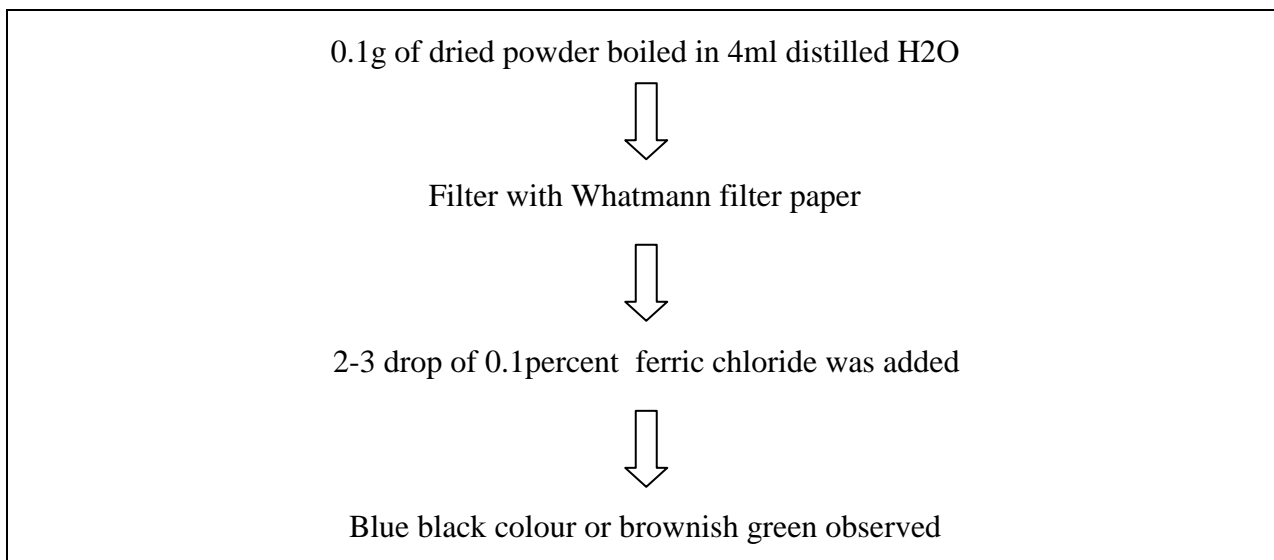 0.1g of dried powder boiled in 4ml distilled H2O
Filter with Whatmann filter paper
2-3 drop of 0.1percent ferric chloride was added
Blue black colour or brownish green observed